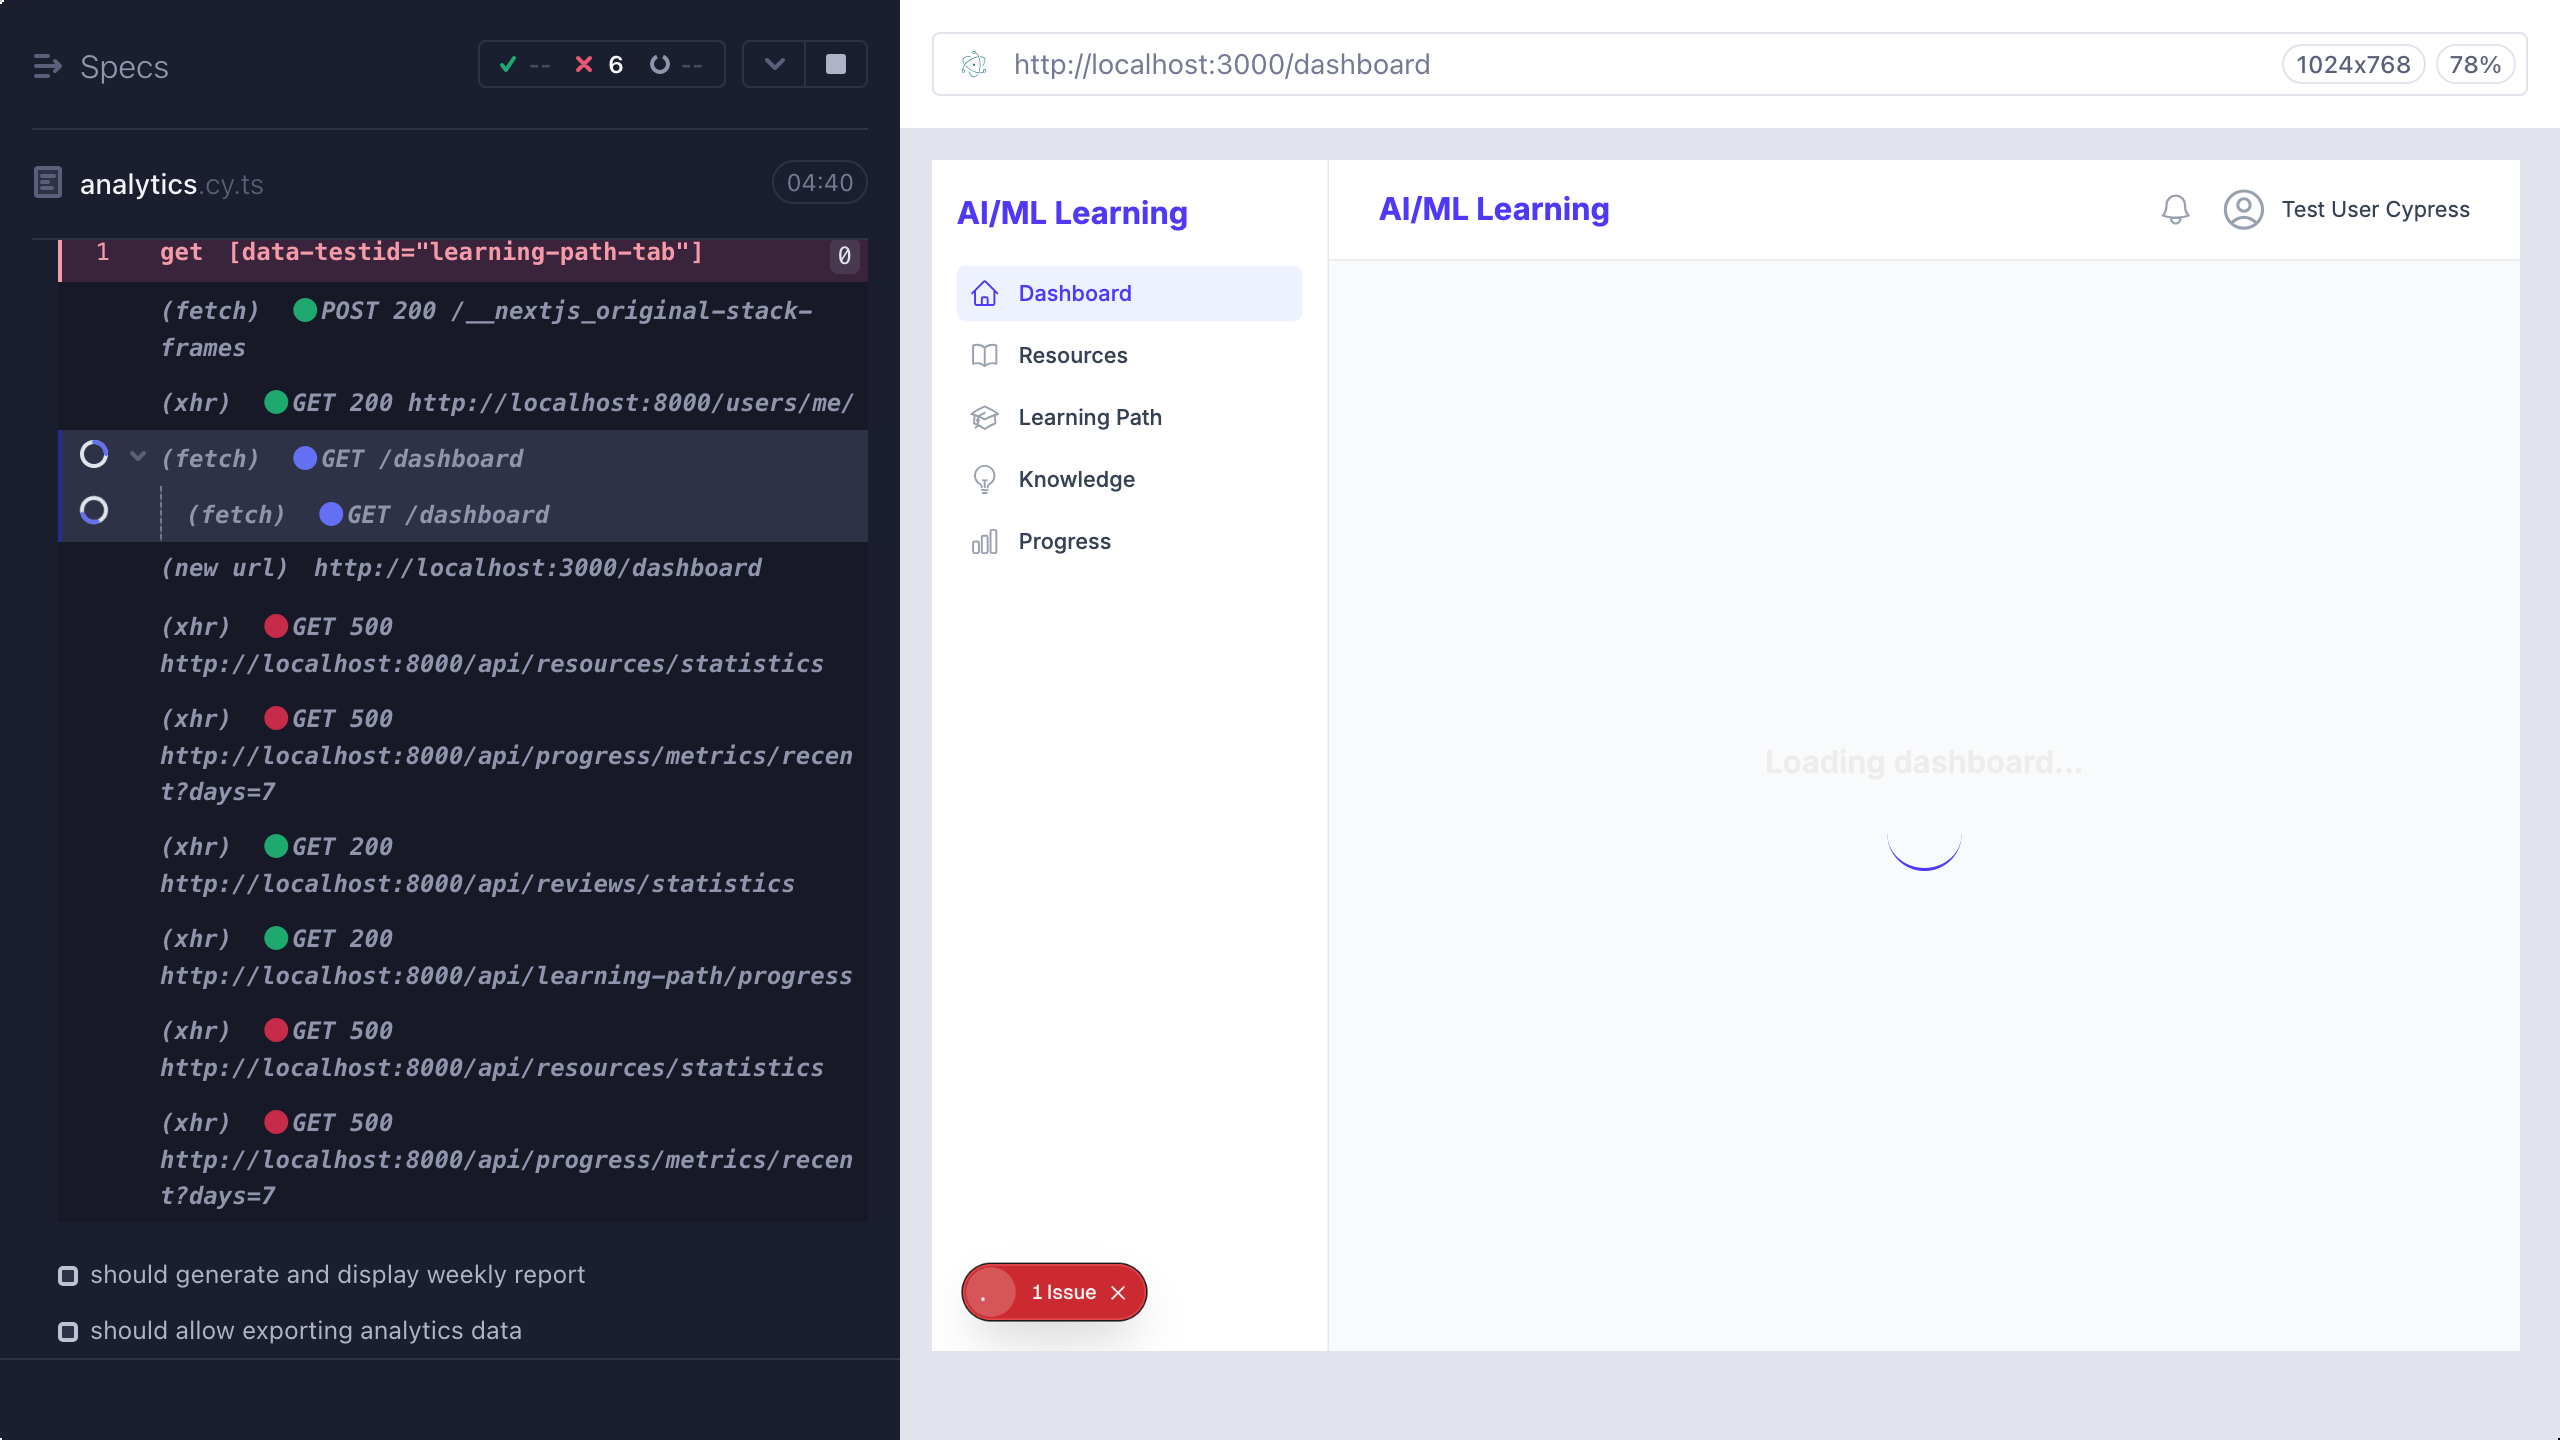 Specs
-- 6 --
analytics.cy.ts 04:40
1 get [data-testid="learning-path-tab"] 0
(fetch) POST 200 /__nextjs_original-stack-
frames
(xhr) GET 200 http://localhost:8000/users/me/
(fetch) GET /dashboard
(fetch) GET /dashboard
(new url) http://localhost:3000/dashboard
(xhr) GET 500
http://localhost:8000/api/resources/statistics
(xhr) GET 500
http://localhost:8000/api/progress/metrics/recen
t?days=7
(xhr) GET 200
http://localhost:8000/api/reviews/statistics
(xhr) GET 200
http://localhost:8000/api/learning-path/progress
(xhr) GET 500
http://localhost:8000/api/resources/statistics
(xhr) GET 500
http://localhost:8000/api/progress/metrics/recen
t?days=7
should generate and display weekly report
should allow exporting analytics data
http://localhost:3000/dashboard 1024x768 78%
AI/ML Learning
Dashboard
Resources
Learning Path
Knowledge
Progress
AI/ML Learning Test User Cypress
Loading dashboard...
. 1 Issue